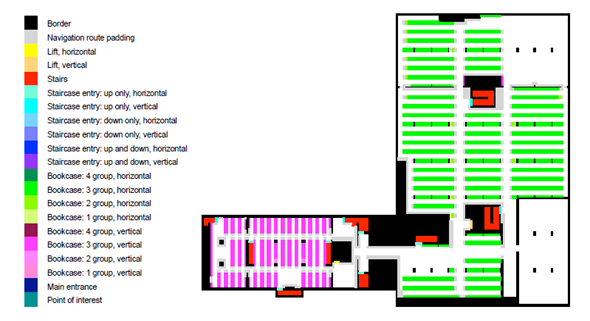 Border
Navigation route padding
Lift, horizontal
Lift, vertical
Stairs
Staircase entry: up only, horizontal
Staircase entry: up only, vertical
Staircase entry: down only, horizontal
Staircase entry: down only, vertical
Staircase entry: up and down, horizontal
Staircase entry: up and down, vertical
Bookcase: 4 group, horizontal
Bookcase: 3 group, horizontal
Bookcase: 2 group, horizontal
Bookcase: 1 group, horizontal
Bookcase: 4 group, vertical
Bookcase: 3 group, vertical
Bookcase: 2 group, vertical
Bookcase: 1 group, vertical
Main entrance
Point of interest